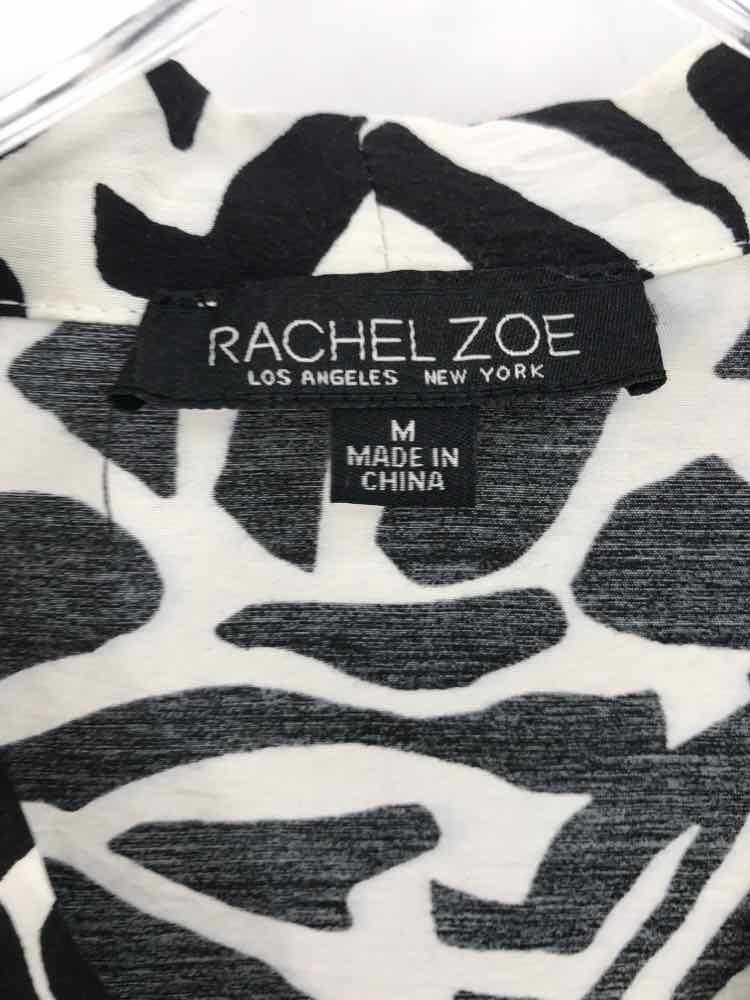 RACHEL ZOE
LOS ANGELES NEW YORK
M
MADE IN
CHINA